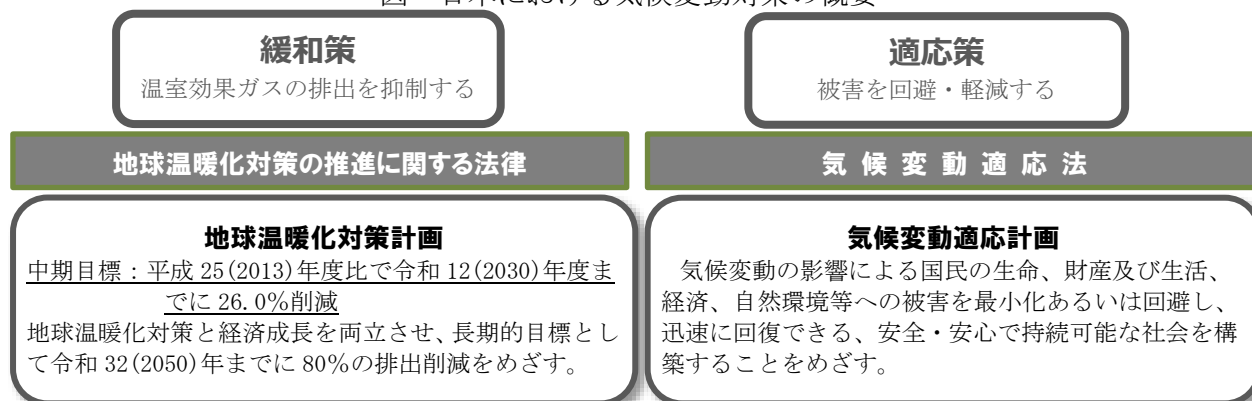 緩和策
温室効果ガスの排出を抑制する
適応策
被害を回避・軽減する
地球温暖化対策の推進に関する法律
気候変動適応法
地球温暖化対策計画
中期目標：平成 25(2013)年度比で令和 12(2030)年度ま
でに 26.0％削減
地球温暖化対策と経済成長を両立させ、長期的目標とし
て令和 32(2050)年までに 80％の排出削減をめざす。
気候変動適応計画
気候変動の影響による国民の生命、財産及び生活、
経済、自然環境等への被害を最小化あるいは回避し、
迅速に回復できる、安全・安心で持続可能な社会を構
築することをめざす。